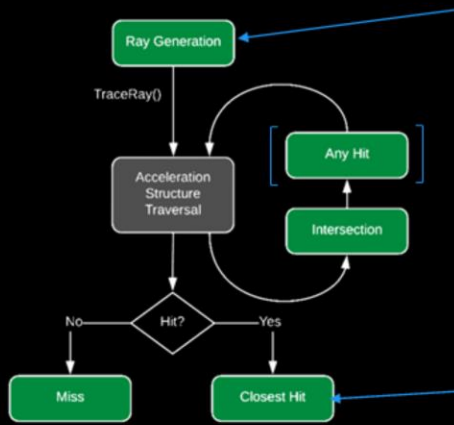 Ray Generation
TraceRay()
Any Hit
Acceleration
Structure
Traversal
Intersection
No
Hit?
Yes
Miss
Closest Hit